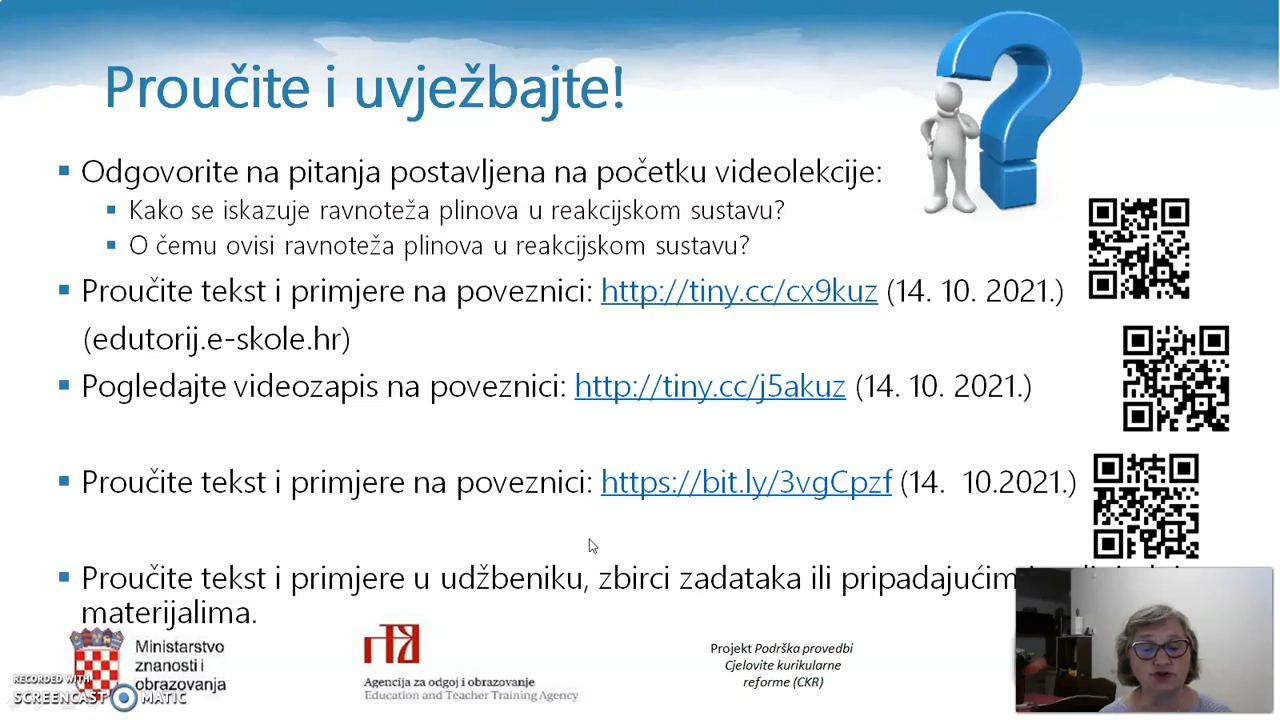 Proučite i uvježbajte!
Odgovorite na pitanja postavljena na početku videolekcije:
Kako se iskazuje ravnoteža plinova u reakcijskom sustavu?
O čemu ovisi ravnoteža plinova u reakcijskom sustavu?
Proučite tekst i primjere na poveznici: http://tiny.cc/cx9kuz (14. 10. 2021.)
(edutorij.e-skole.hr)
Pogledajte videozapis na poveznici: http://tiny.cc/j5akuz (14. 10. 2021.)
Proučite tekst i primjere na poveznici: https://bit.ly/3vgCpzf (14. 10.2021.)
Proučite tekst i primjere u udžbeniku, zbirci zadataka ili pripadajućim
materijalima.
Ministarstvo
znanosti i
obrazovanja
Agencija za odgoj i obrazovanje
Education and Teacher Training Agency
Projekt Podrška provedbi
Cjelovite kurikularne
reforme (CKR)
RECORDED WITH
SCREENCAST MATIC